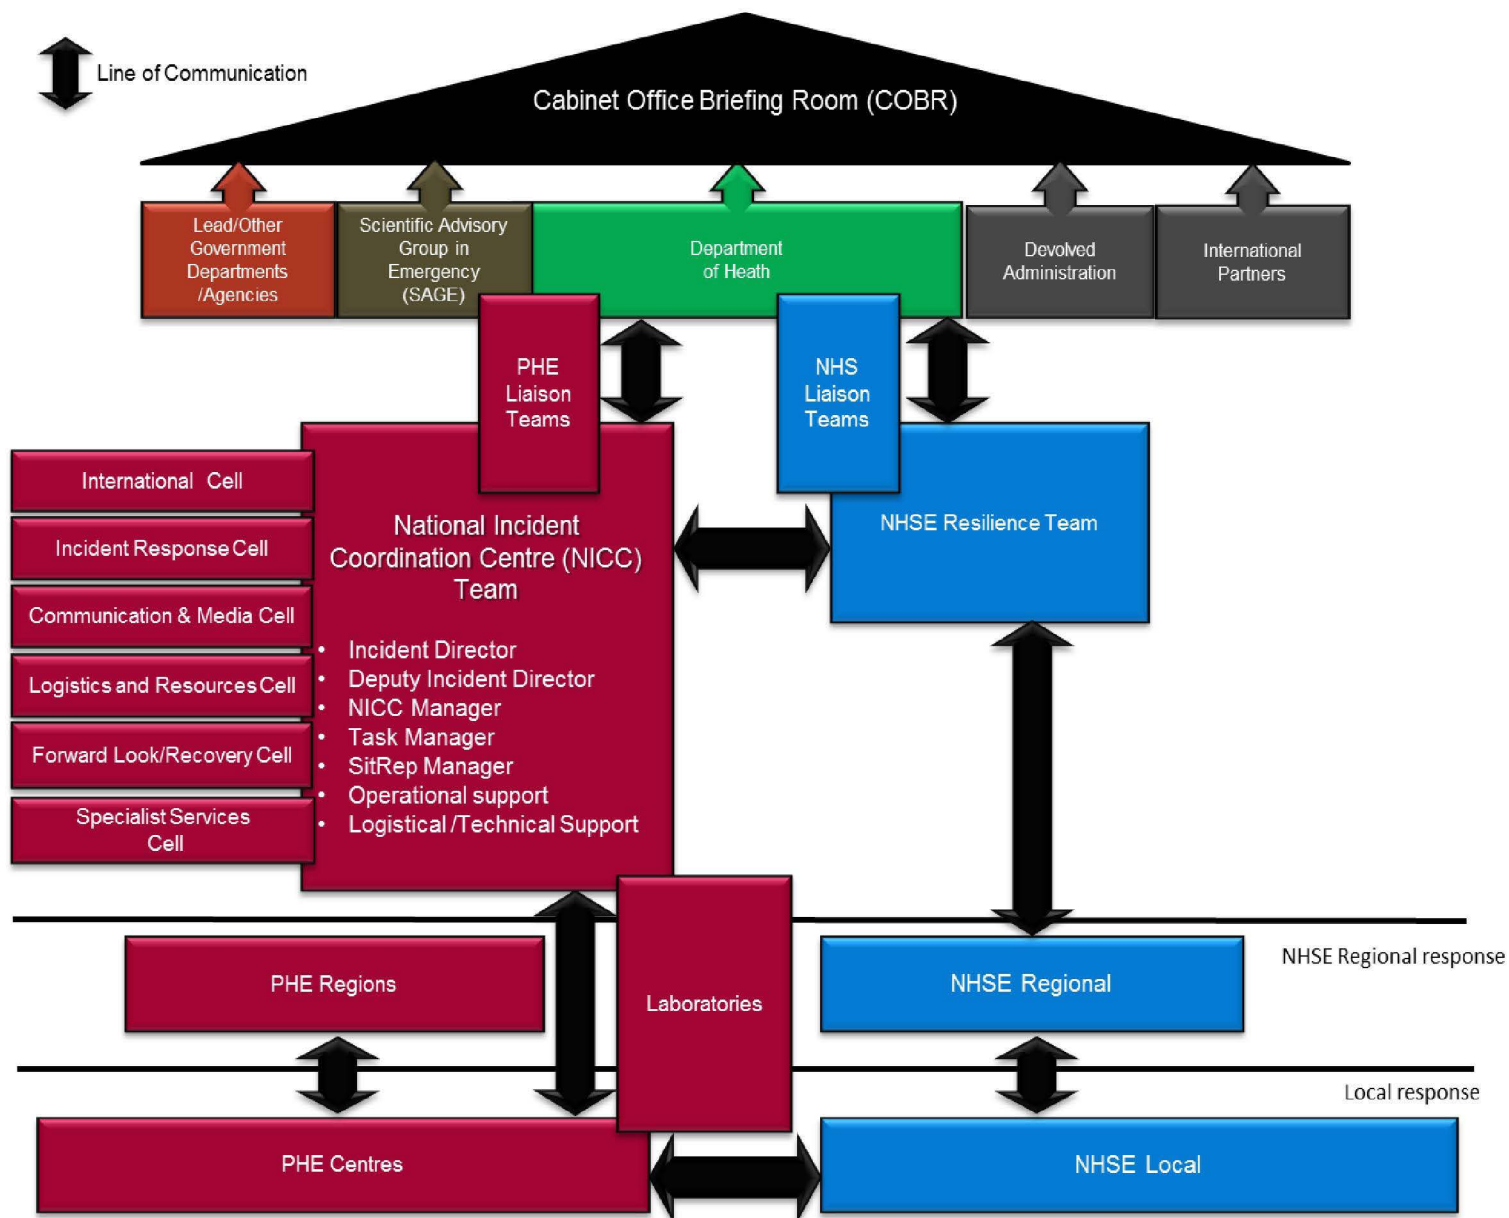 Line of Communication
Cabinet Office Briefing Room (COBR)
Lead/Other
Government
Departments
/Agencies
Scientific Advisory
Group in
Emergency
(SAGE)
Department
of Heath
Devolved
Administration
International
Partners
PHE
Liaison
Teams
NHS
Liaison
Teams
International Cell
Incident Response Cell
Communication & Media Cell
Logistics and Resources Cell
Forward Look/Recovery Cell
Specialist Services
Cell
National Incident
Coordination Centre (NICC)
Team
• Incident Director
• Deputy Incident Director
• NICC Manager
• Task Manager
• SitRep Manager
• Operational support
• Logistical /Technical Support
NHSE Resilience Team
PHE Regions
Laboratories
NHSE Regional
NHSE Regional response
Local response
PHE Centres
NHSE Local